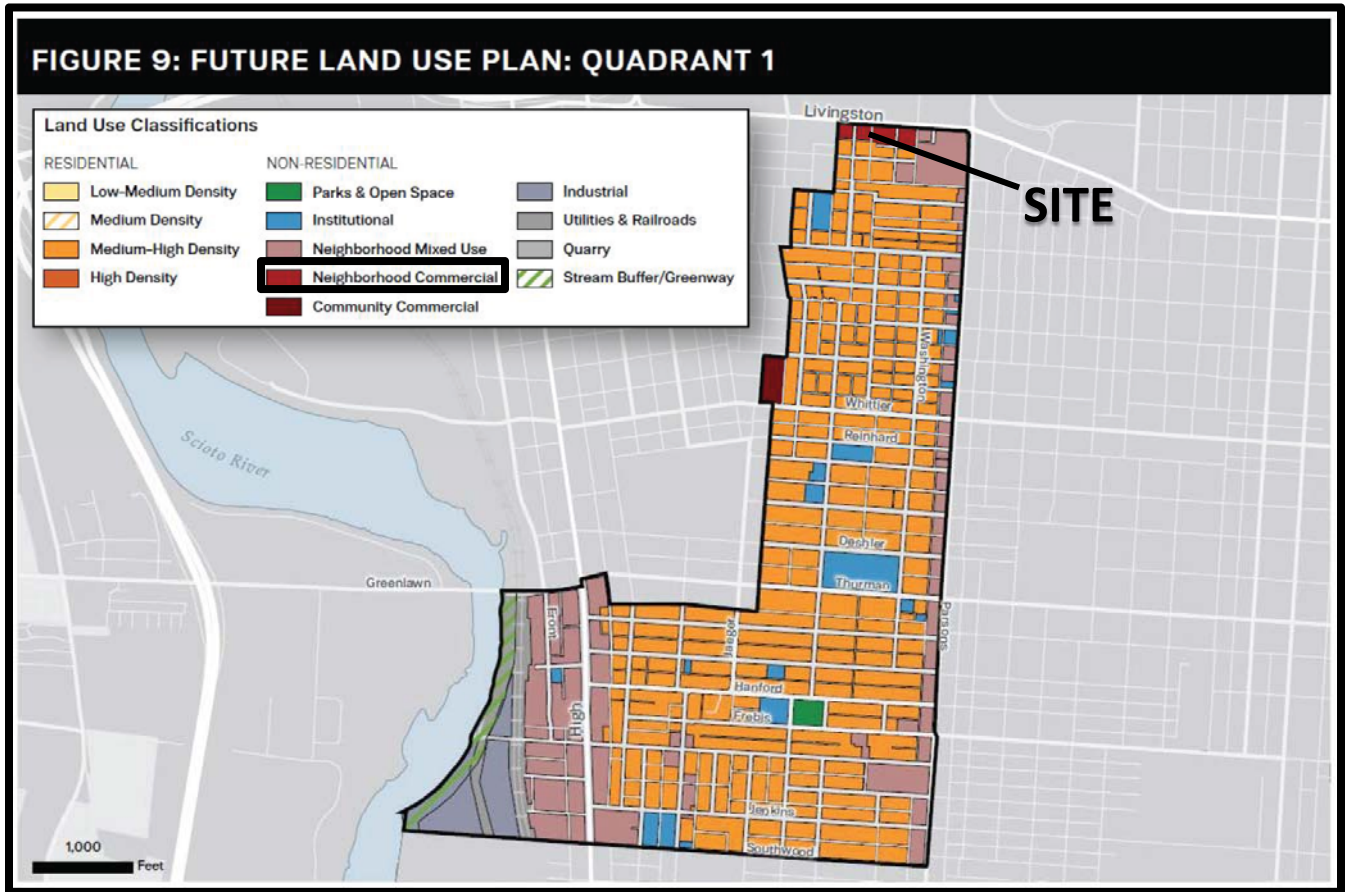 FIGURE 9: FUTURE LAND USE PLAN: QUADRANT 1
Land Use Classifications
RESIDENTIAL
Low-Medium Density
Medium Density
Medium-High Density
High Density
NON-RESIDENTIAL
Parks & Open Space
Institutional
Neighborhood Mixed Use
Neighborhood Commercial
Community Commercial
Industrial
Utilities & Railroads
Quarry
Stream Buffer/Greenway
Livingston
SITE
Washington
Whittier
Reinhard
Scioto River
Deshler
Thurman
Greenlawn
Front
Jaeger
Parsons
Hanford
Frebis
High
Jenkins
Southwood
1,000
Feet